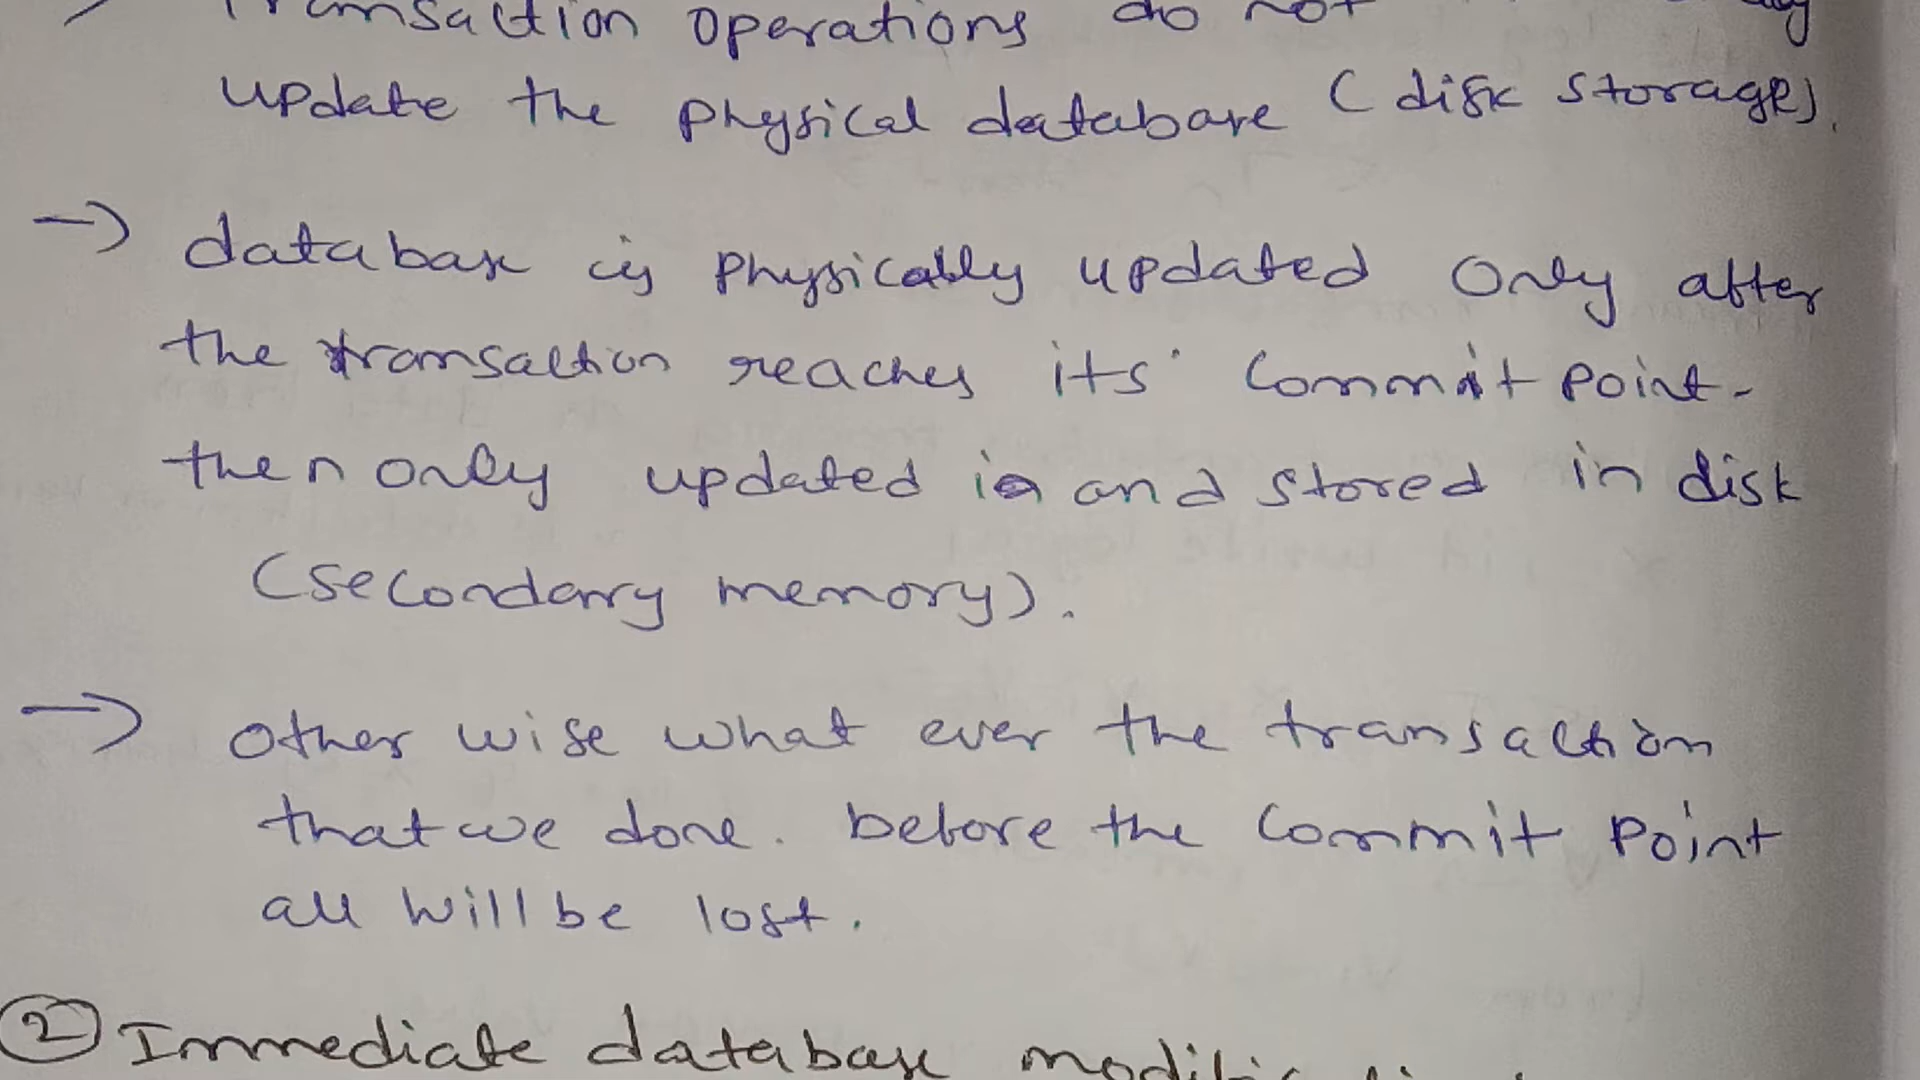 Transaction operations do not
update the physical database (disk storage).
→ database is physically updated only after
the transaction reaches its commit point.
then only updated is and stored in disk
(secondary memory).
→ other wise what ever the transaction
that we done. before the commit point
all will be lost.
② Immediate database